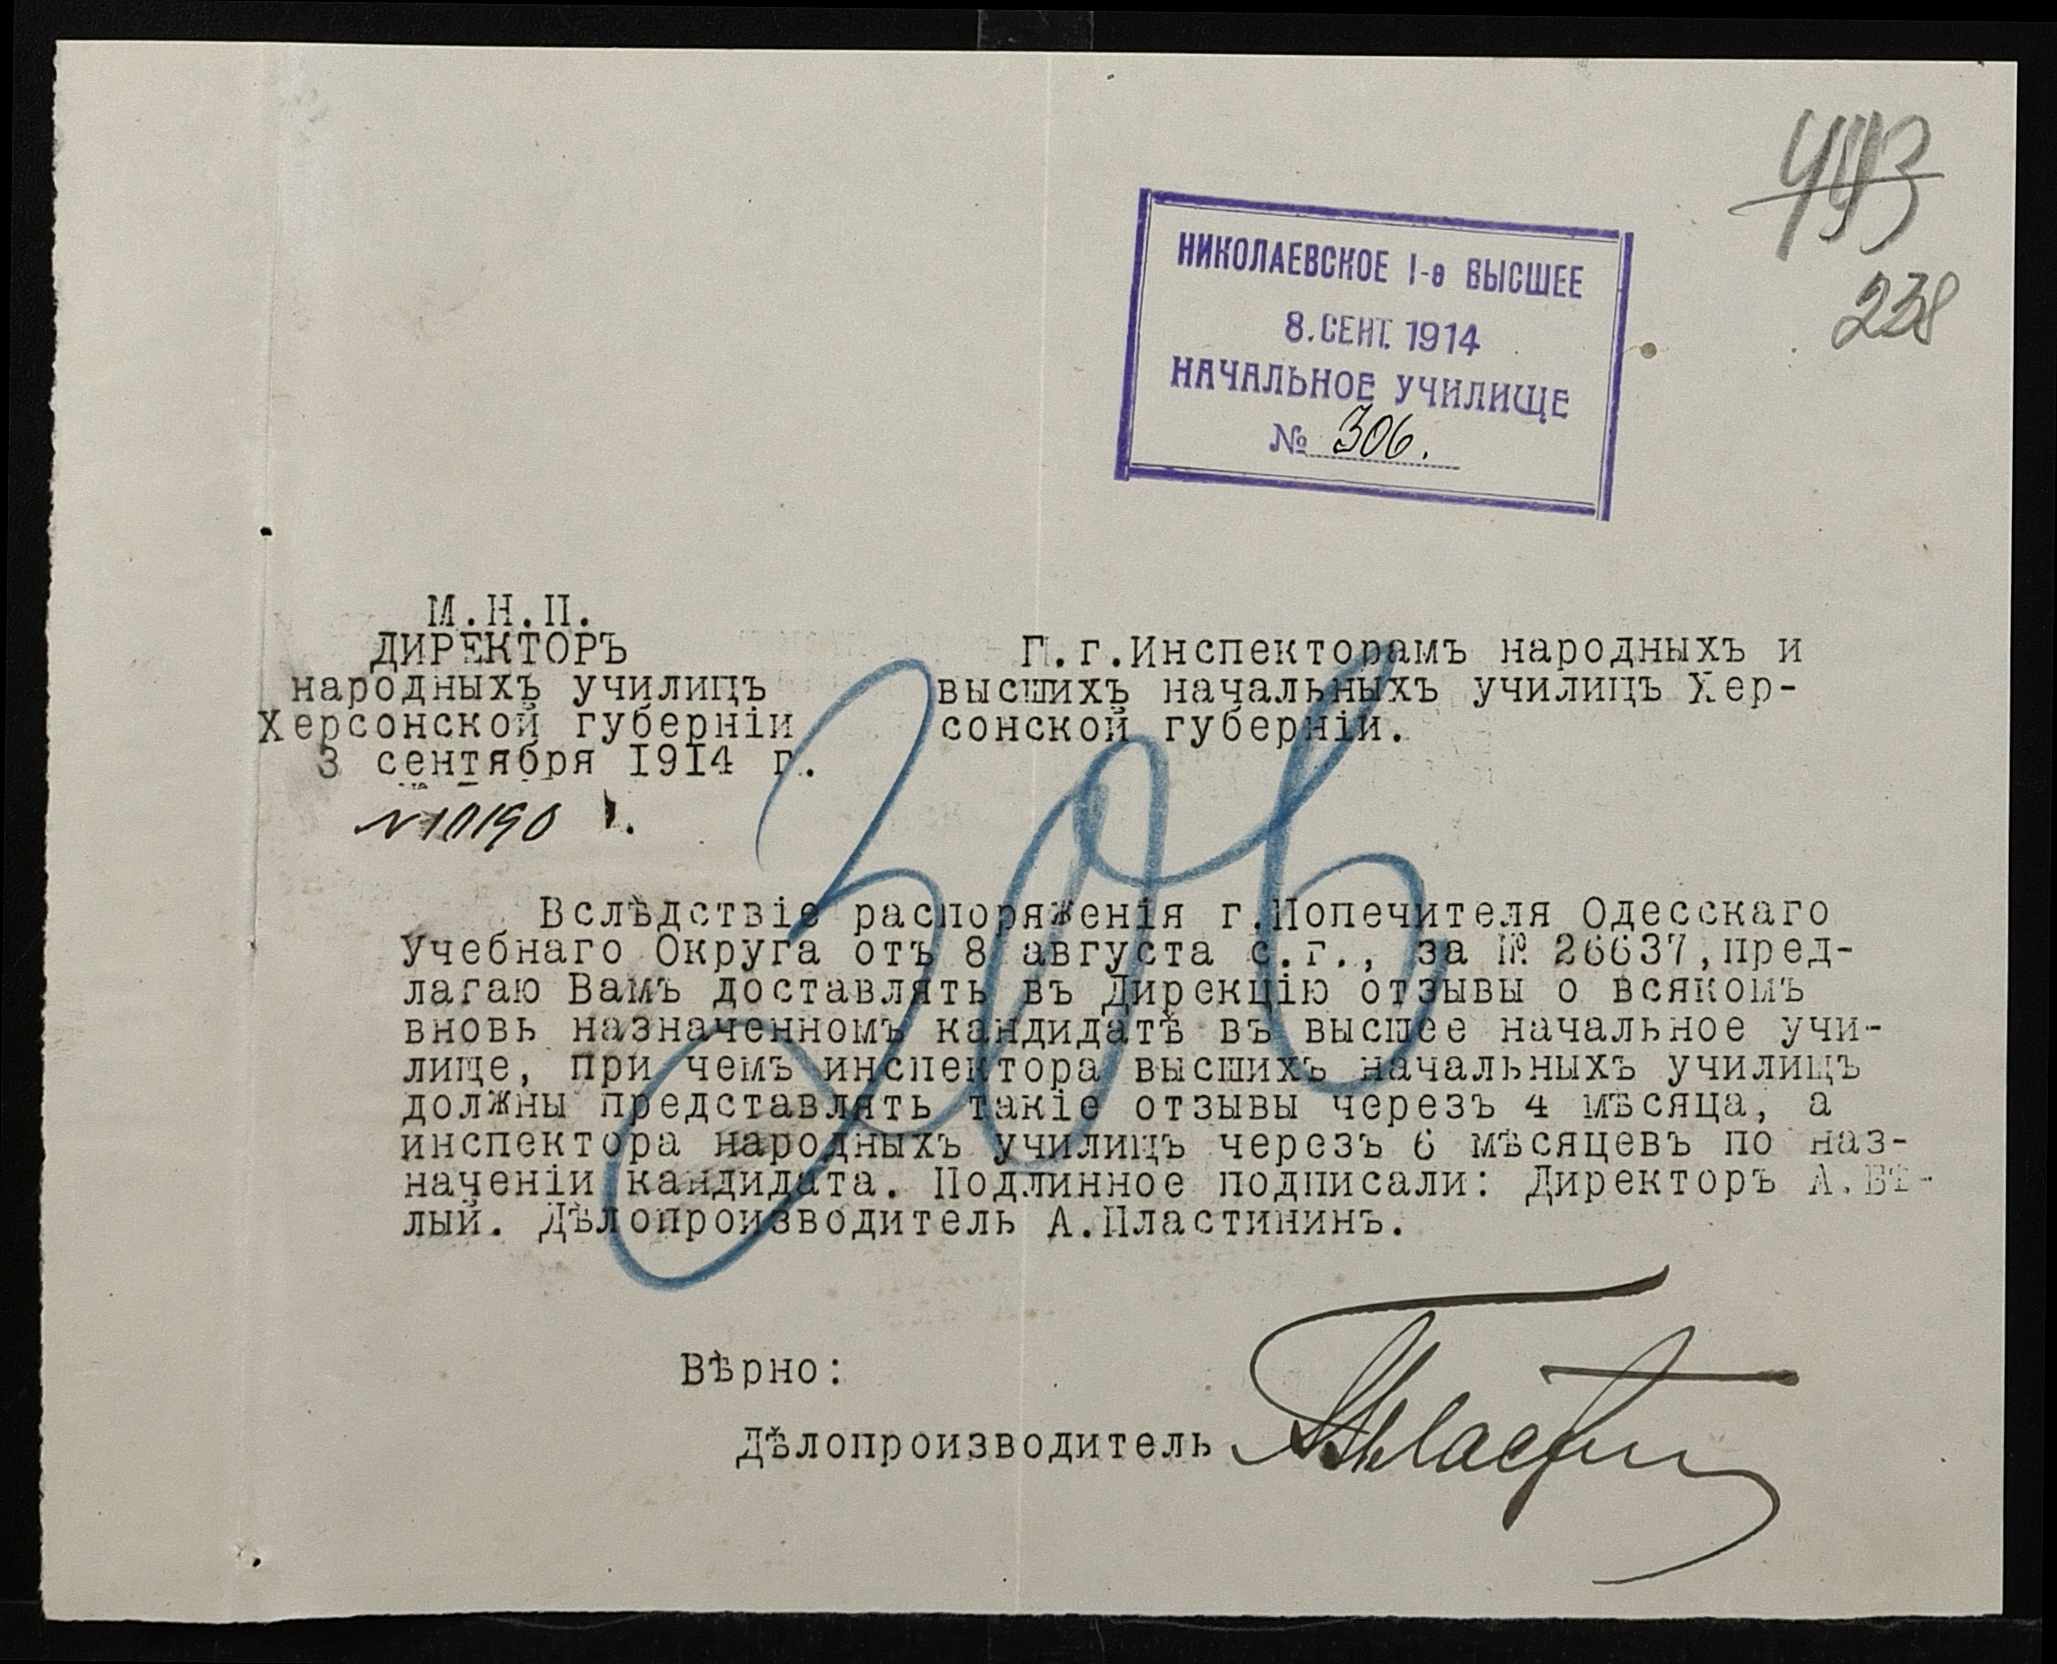 443
238
НИКОЛАЕВСКОЕ I-е ВЫСШЕЕ
8. СЕНТ. 1914
НАЧАЛЬНОЕ УЧИЛИЩЕ
№ 306.
М.Н.П.
ДИРЕКТОРЪ
народныхъ училищъ
Херсонской губерніи
3 сентября 1914 г.
№ 10190
Г.г.Инспекторамъ народныхъ и
высшихъ начальныхъ училищъ Хер-
сонской губерніи.
306
Вслѣдствіе распоряженія г.Попечителя Одесскаго
Учебнаго Округа отъ 8 августа с.г., за № 26637,пред-
лагаю Вамъ доставлять въ Дирекцію отзывы о всякомъ
вновь назначенномъ кандидатѣ въ высшее начальное учи-
лище, при чемъ инспектора высшихъ начальныхъ училищъ
должны представлять такіе отзывы черезъ 4 мѣсяца, а
инспектора народныхъ училищъ черезъ 6 мѣсяцевъ по наз-
наченіи кандидата. Подлинное подписали: Директоръ А.Бѣ-
лый. Дѣлопроизводитель А.Пластининъ.
Вѣрно:
Дѣлопроизводитель